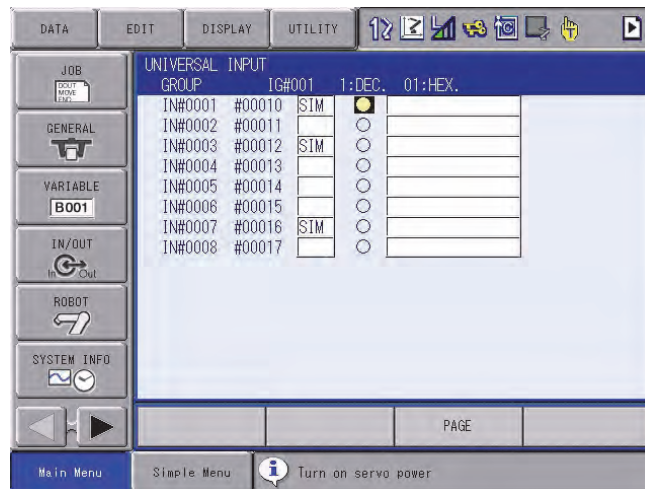 DATA EDIT DISPLAY UTILITY
JOB
DOUT
MOVE
END
GENERAL
VARIABLE
B001
IN/OUT
In Out
ROBOT
SYSTEM INFO
UNIVERSAL INPUT
GROUP IG#001 1:DEC. 01:HEX.
IN#0001 #00010 SIM
IN#0002 #00011
IN#0003 #00012 SIM
IN#0004 #00013
IN#0005 #00014
IN#0006 #00015
IN#0007 #00016 SIM
IN#0008 #00017
PAGE
Main Menu Simple Menu Turn on servo power